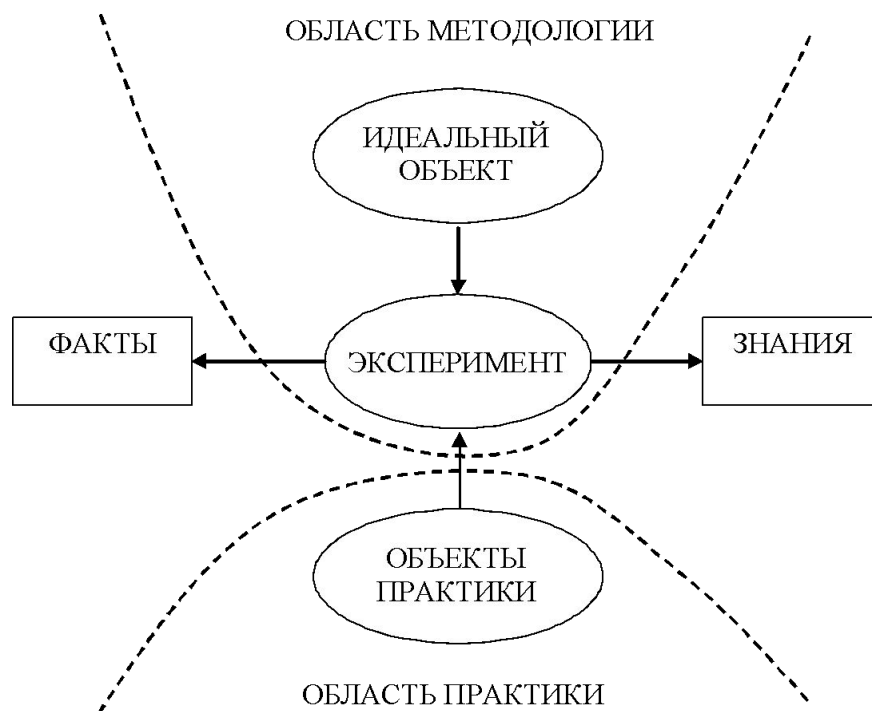 ОБЛАСТЬ МЕТОДОЛОГИИ
ИДЕАЛЬНЫЙ
ОБЪЕКТ
ФАКТЫ
ЭКСПЕРИМЕНТ
ЗНАНИЯ
ОБЪЕКТЫ
ПРАКТИКИ
ОБЛАСТЬ ПРАКТИКИ